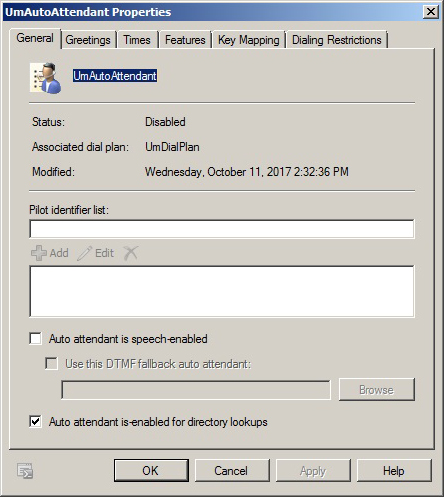 UmAutoAttendant Properties
General Greetings Times Features Key Mapping Dialing Restrictions
UmAutoAttendant
Status: Disabled
Associated dial plan: UmDialPlan
Modified: Wednesday, October 11, 2017 2:32:36 PM
Pilot identifier list:
Add Edit
Auto attendant is speech-enabled
Use this DTMF fallback auto attendant:
Browse
Auto attendant is-enabled for directory lookups
OK Cancel Apply Help